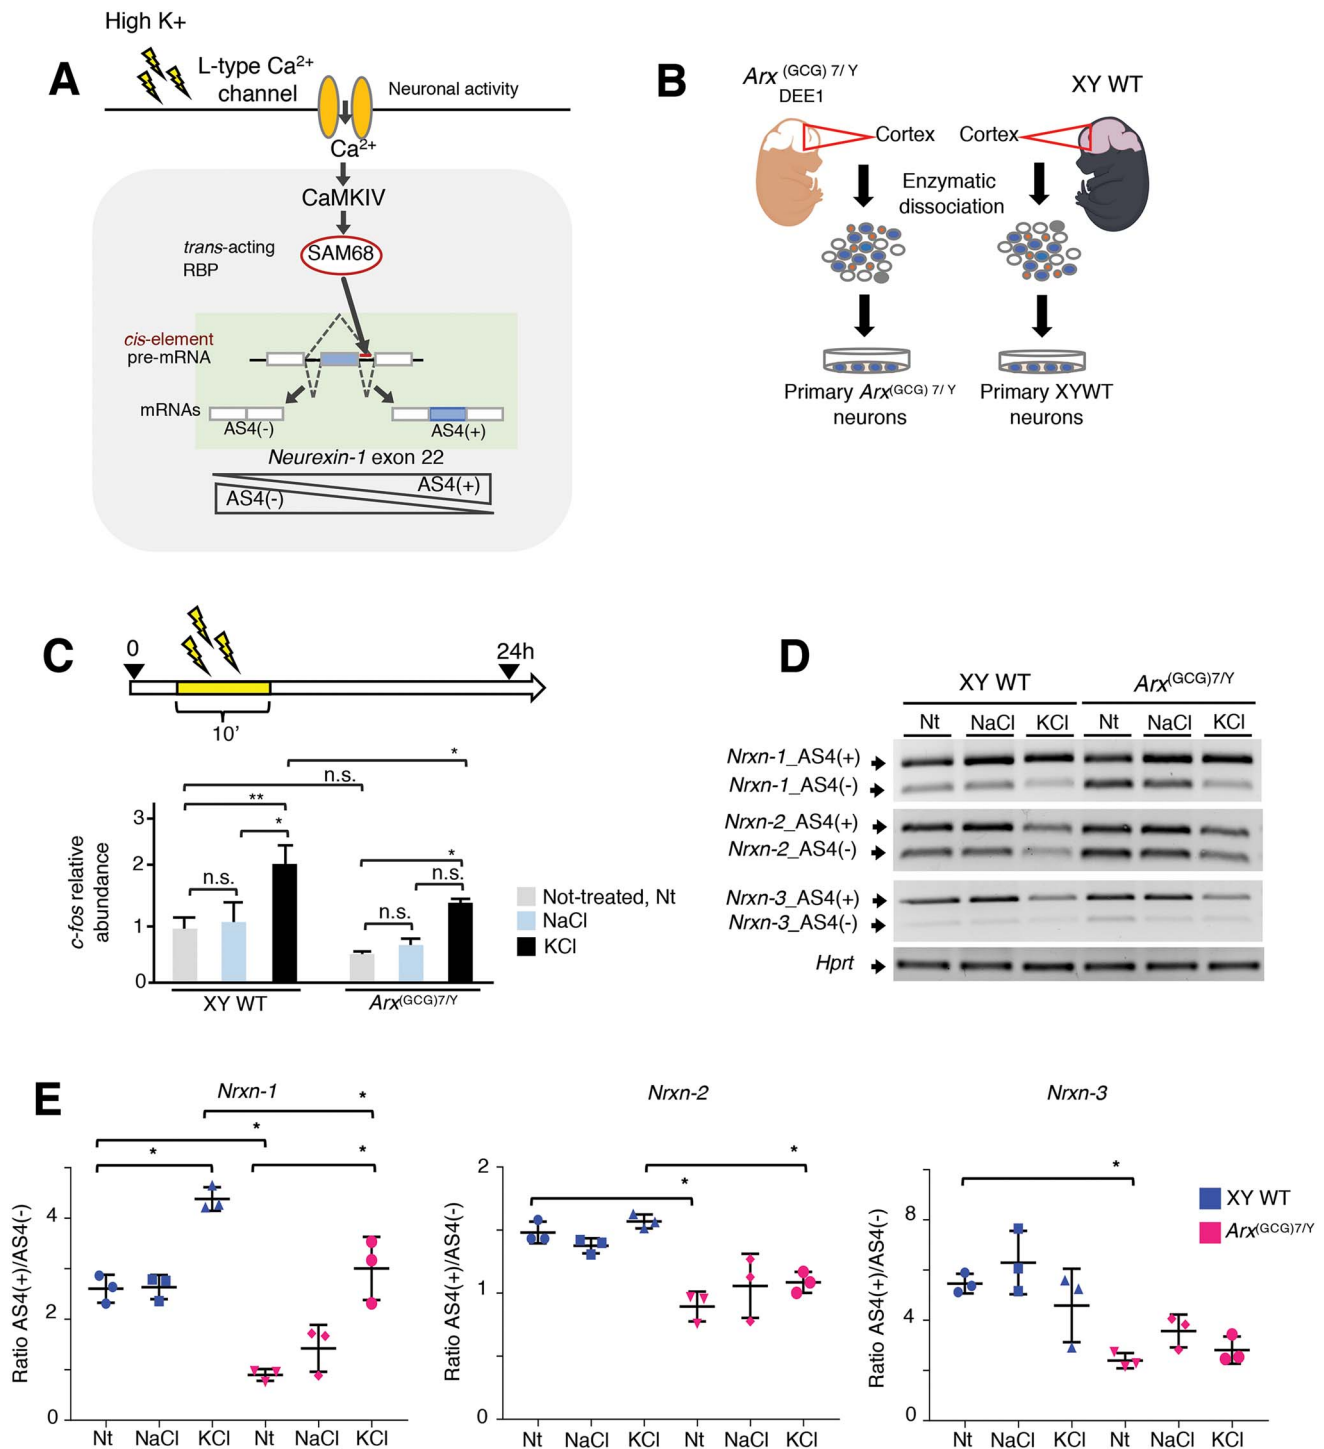 High K+
A
L-type Ca2+
channel
Neuronal activity
Ca2+
CaMKIV
trans-acting
RBP
SAM68
cis-element
pre-mRNA
mRNAs
AS4(-)
AS4(+)
Neurexin-1 exon 22
AS4(+)
AS4(-)
B
Arx (GCG) 7/ Y
DEE1
XY WT
Cortex
Cortex
Enzymatic
dissociation
Primary Arx(GCG) 7/ Y
neurons
Primary XYWT
neurons
C
0
24h
10’
*
n.s.
**
*
n.s.
*
n.s.
n.s.
3
2
1
0
c-fos relative
abundance
XY WT
Arx(GCG)7/Y
Not-treated, Nt
NaCl
KCl
D
XY WT
Arx(GCG)7/Y
Nt NaCl KCl Nt NaCl KCl
Nrxn-1_AS4(+)
Nrxn-1_AS4(-)
Nrxn-2_AS4(+)
Nrxn-2_AS4(-)
Nrxn-3_AS4(+)
Nrxn-3_AS4(-)
Hprt
E
Nrxn-1
*
*
*
*
Ratio AS4(+)/AS4(-)
4
2
0
Nt NaCl KCl Nt NaCl KCl
Nrxn-2
*
*
Ratio AS4(+)/AS4(-)
2
1
0
Nt NaCl KCl Nt NaCl KCl
Nrxn-3
*
Ratio AS4(+)/AS4(-)
8
4
0
Nt NaCl KCl Nt NaCl KCl
XY WT
Arx(GCG)7/Y